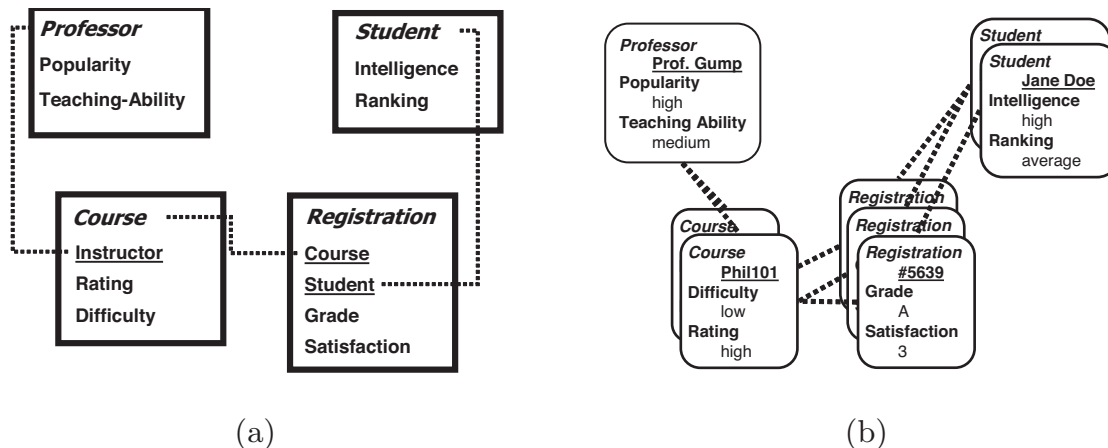 Professor
Popularity
Teaching-Ability
Student
Intelligence
Ranking
Course
Instructor
Rating
Difficulty
Registration
Course
Student
Grade
Satisfaction
(a)
Professor
Prof. Gump
Popularity
high
Teaching Ability
medium
Student
Student
Jane Doe
Intelligence
high
Ranking
average
Course
Course
Phil101
Difficulty
low
Rating
high
Registration
Registration
Registration
#5639
Grade
A
Satisfaction
3
(b)